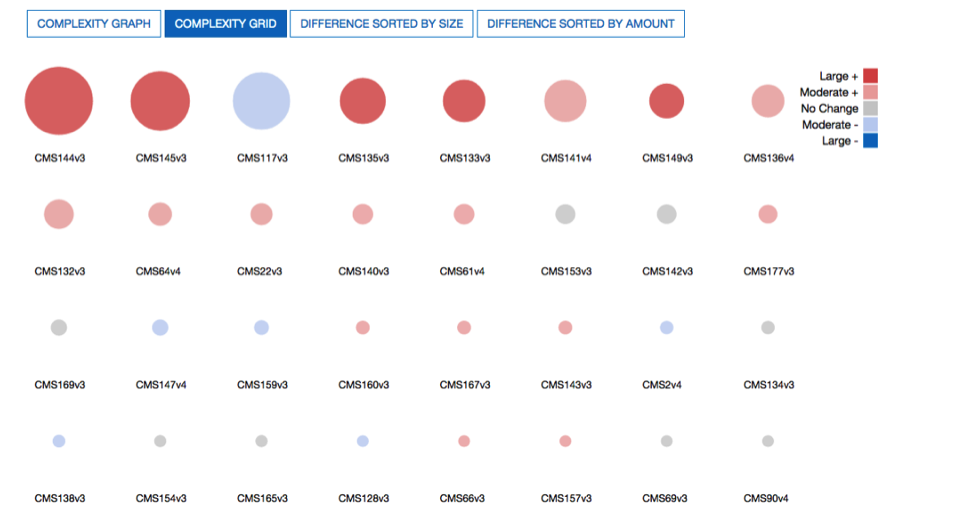 COMPLEXITY GRAPH COMPLEXITY GRID DIFFERENCE SORTED BY SIZE DIFFERENCE SORTED BY AMOUNT
Large +
Moderate +
No Change
Moderate -
Large -
CMS144v3 CMS145v3 CMS117v3 CMS135v3 CMS133v3 CMS141v4 CMS149v3 CMS136v4
CMS132v3 CMS64v4 CMS22v3 CMS140v3 CMS61v4 CMS153v3 CMS142v3 CMS177v3
CMS169v3 CMS147v4 CMS159v3 CMS160v3 CMS167v3 CMS143v3 CMS2v4 CMS134v3
CMS138v3 CMS154v3 CMS165v3 CMS128v3 CMS66v3 CMS157v3 CMS69v3 CMS90v4